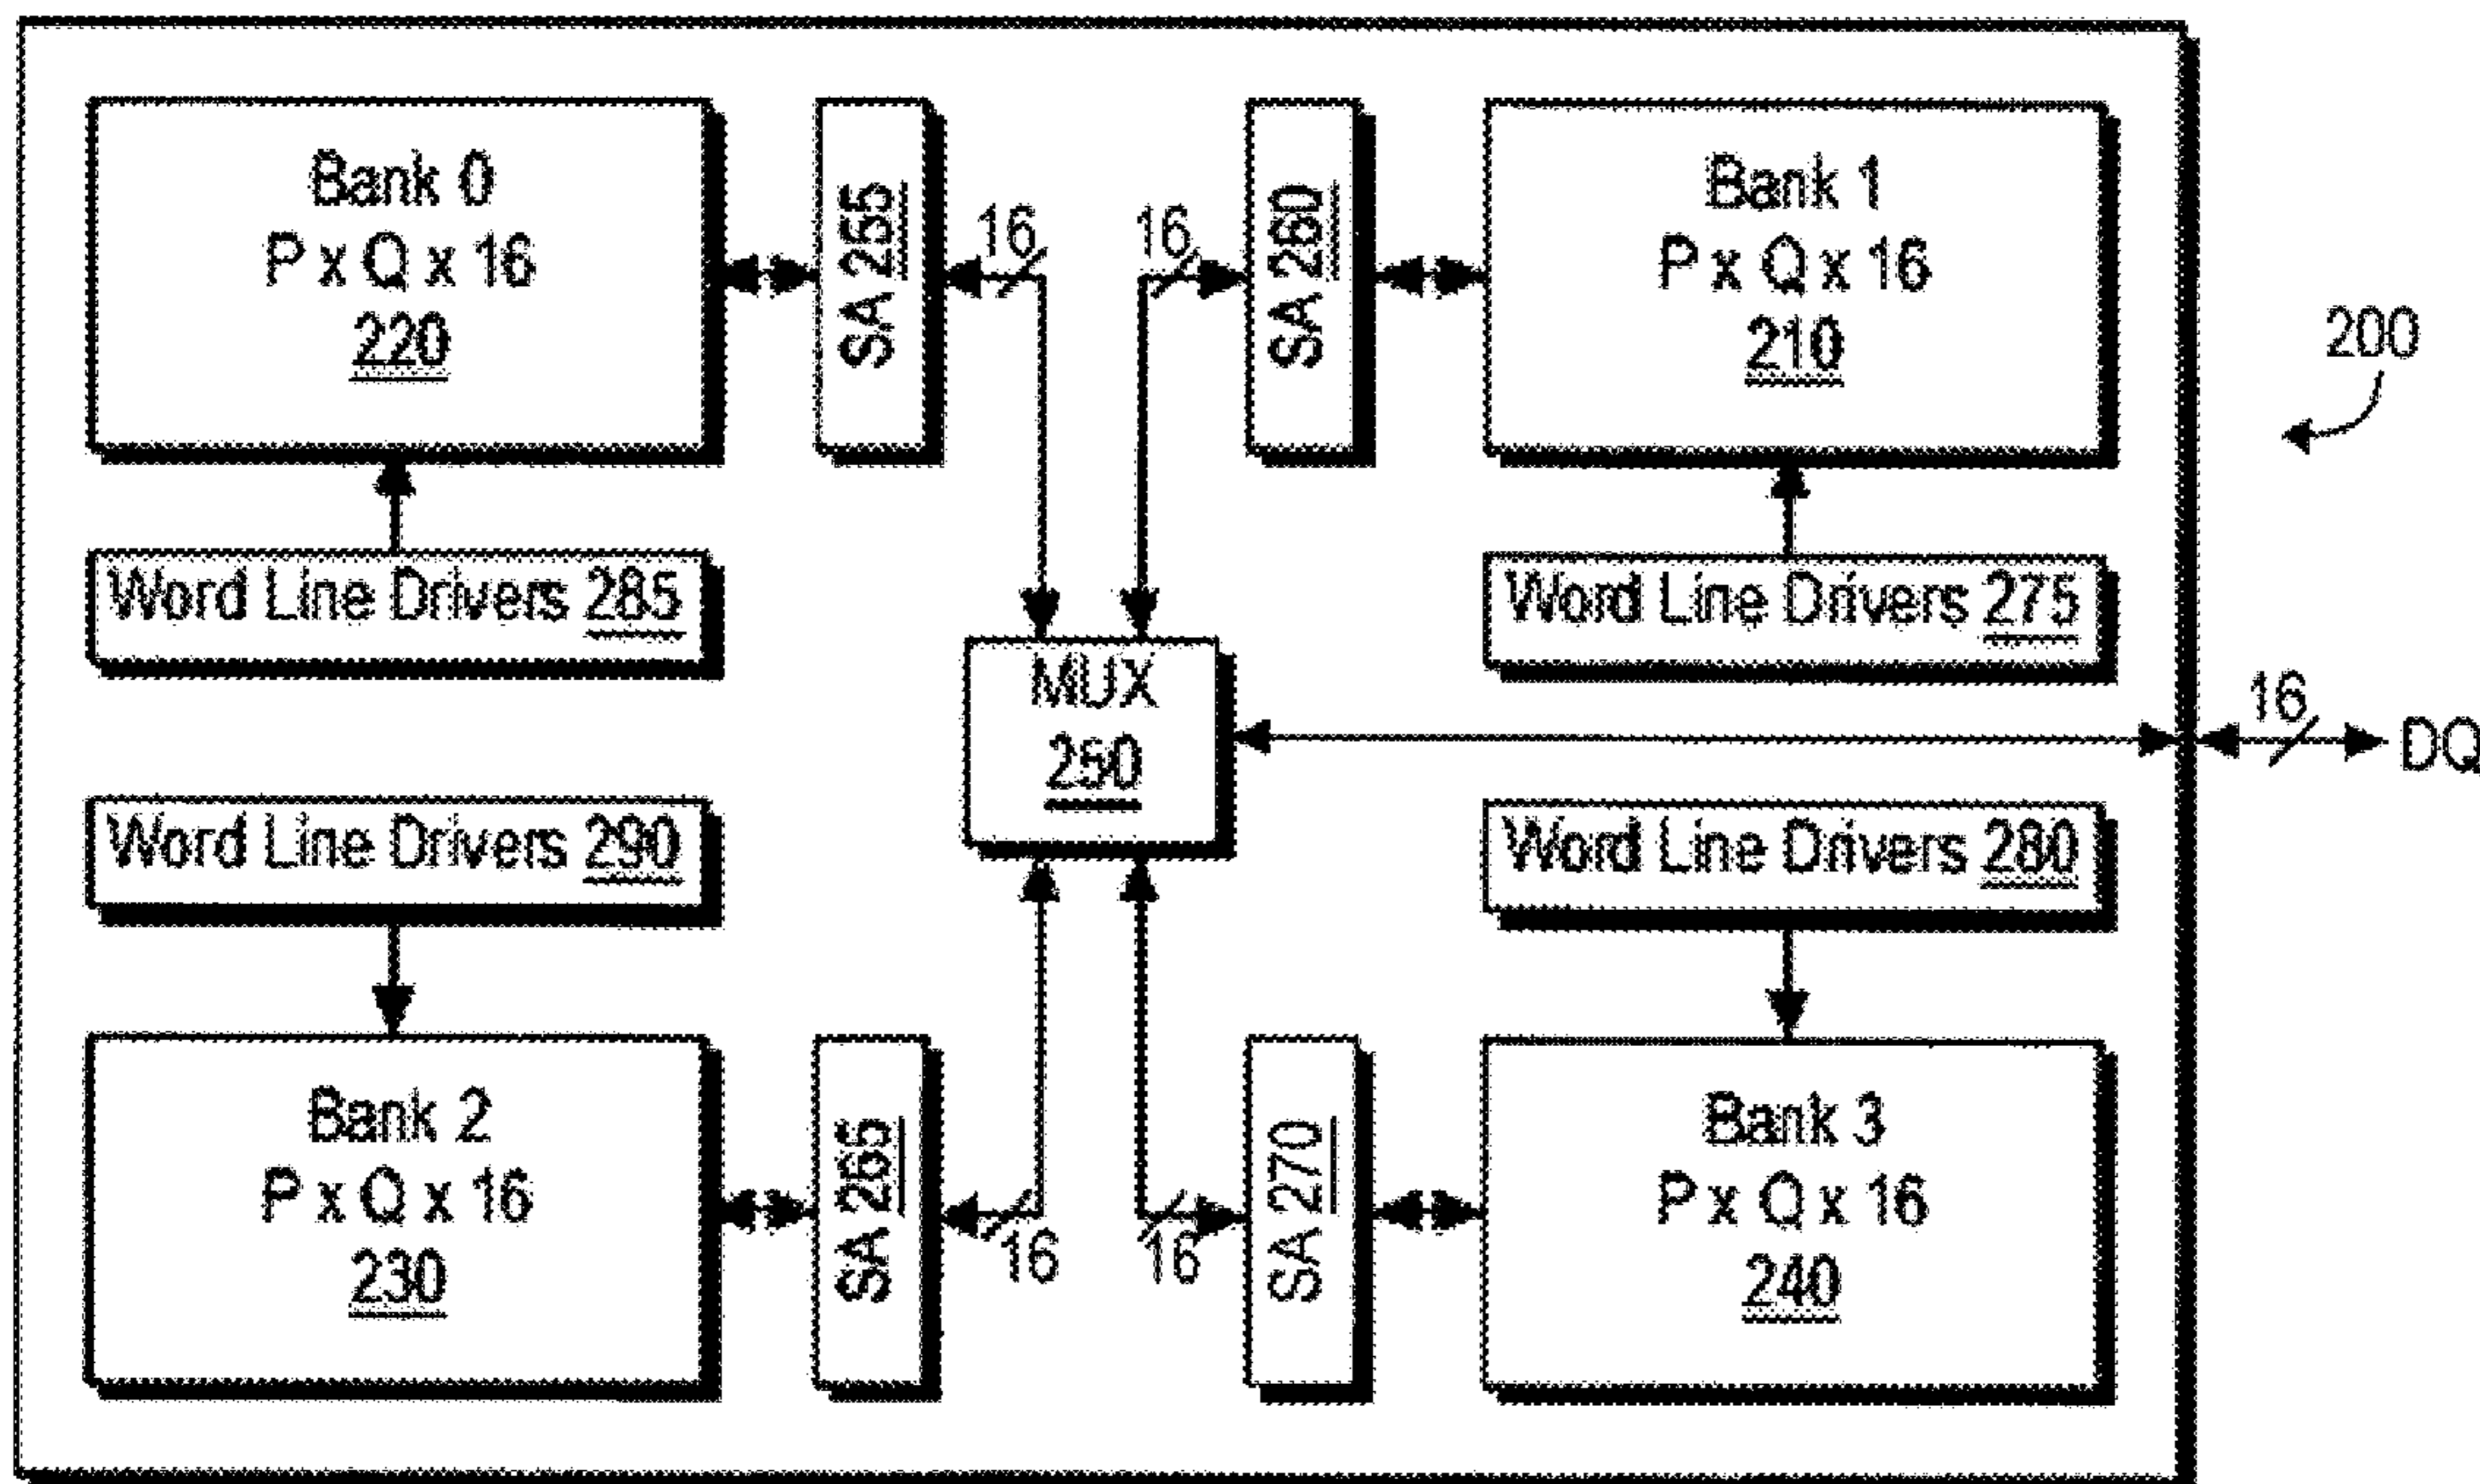 Bank 0
P x Q x 16
220
SA 255
16
16
SA 260
Bank 1
P x Q x 16
210
200
Word Line Drivers 285
Word Line Drivers 275
MUX
250
16
DQ
Word Line Drivers 290
Word Line Drivers 280
Bank 2
P x Q x 16
230
SA 265
16
16
SA 270
Bank 3
P x Q x 16
240